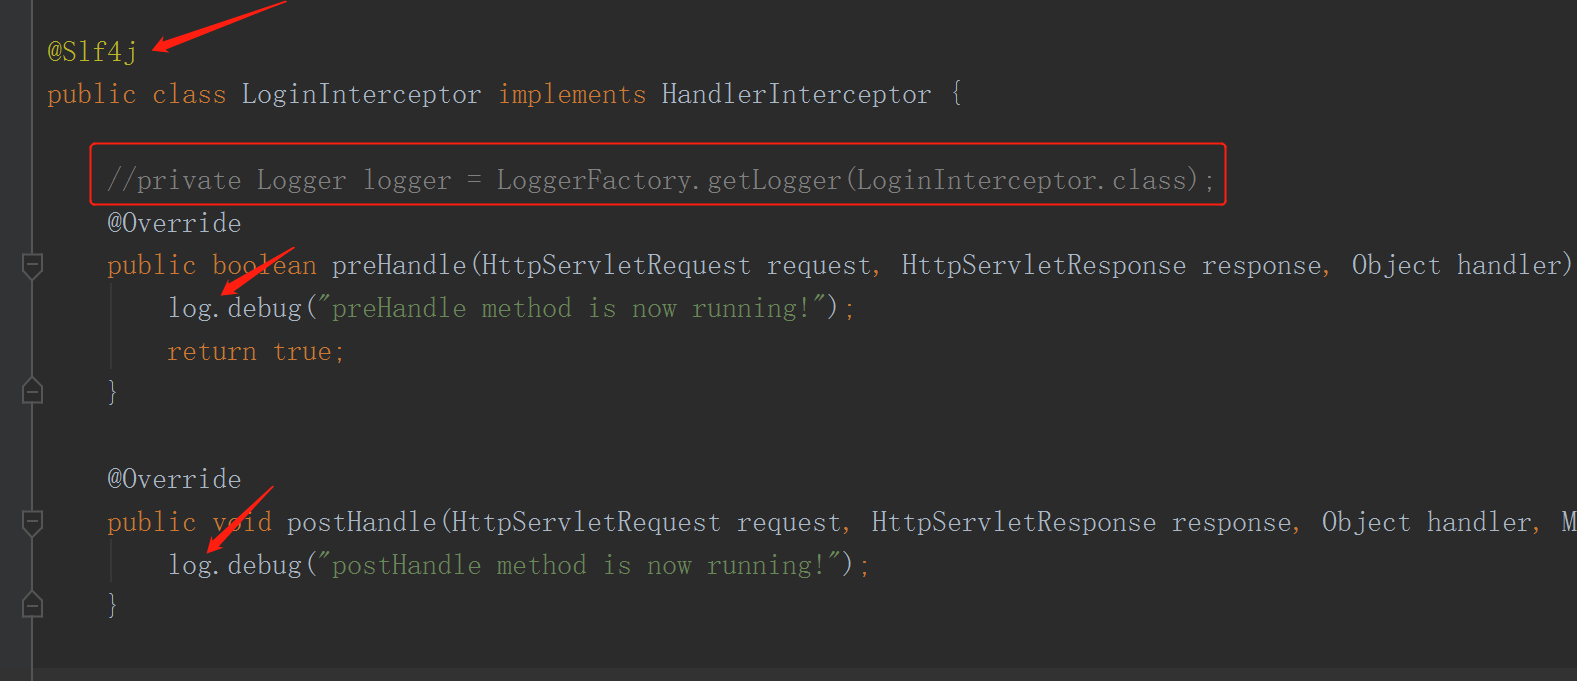 @Slf4j
public class LoginInterceptor implements HandlerInterceptor {
//private Logger logger = LoggerFactory.getLogger(LoginInterceptor.class);
@Override
public boolean preHandle(HttpServletRequest request, HttpServletResponse response, Object handler)
log.debug("preHandle method is now running!");
return true;
}
@Override
public void postHandle(HttpServletRequest request, HttpServletResponse response, Object handler, M
log.debug("postHandle method is now running!");
}